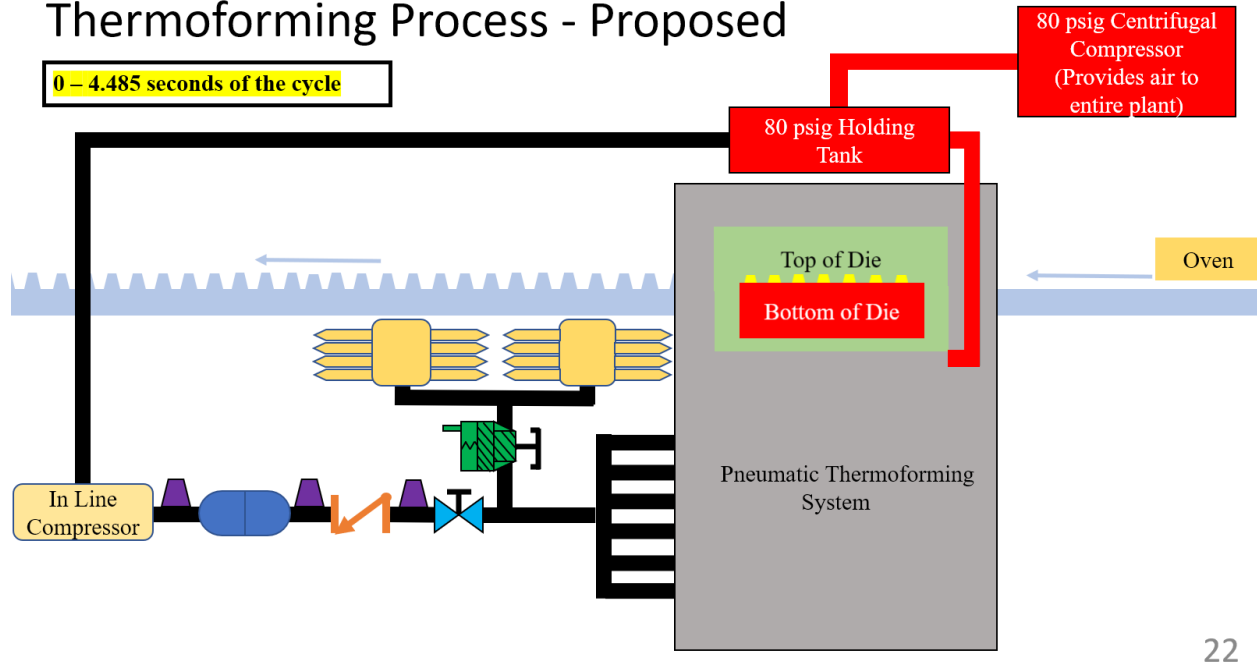 Thermoforming Process - Proposed
0 – 4.485 seconds of the cycle
80 psig Centrifugal
Compressor
(Provides air to
entire plant)
80 psig Holding
Tank
Top of Die
Oven
Bottom of Die
Pneumatic Thermoforming
System
In Line
Compressor
22